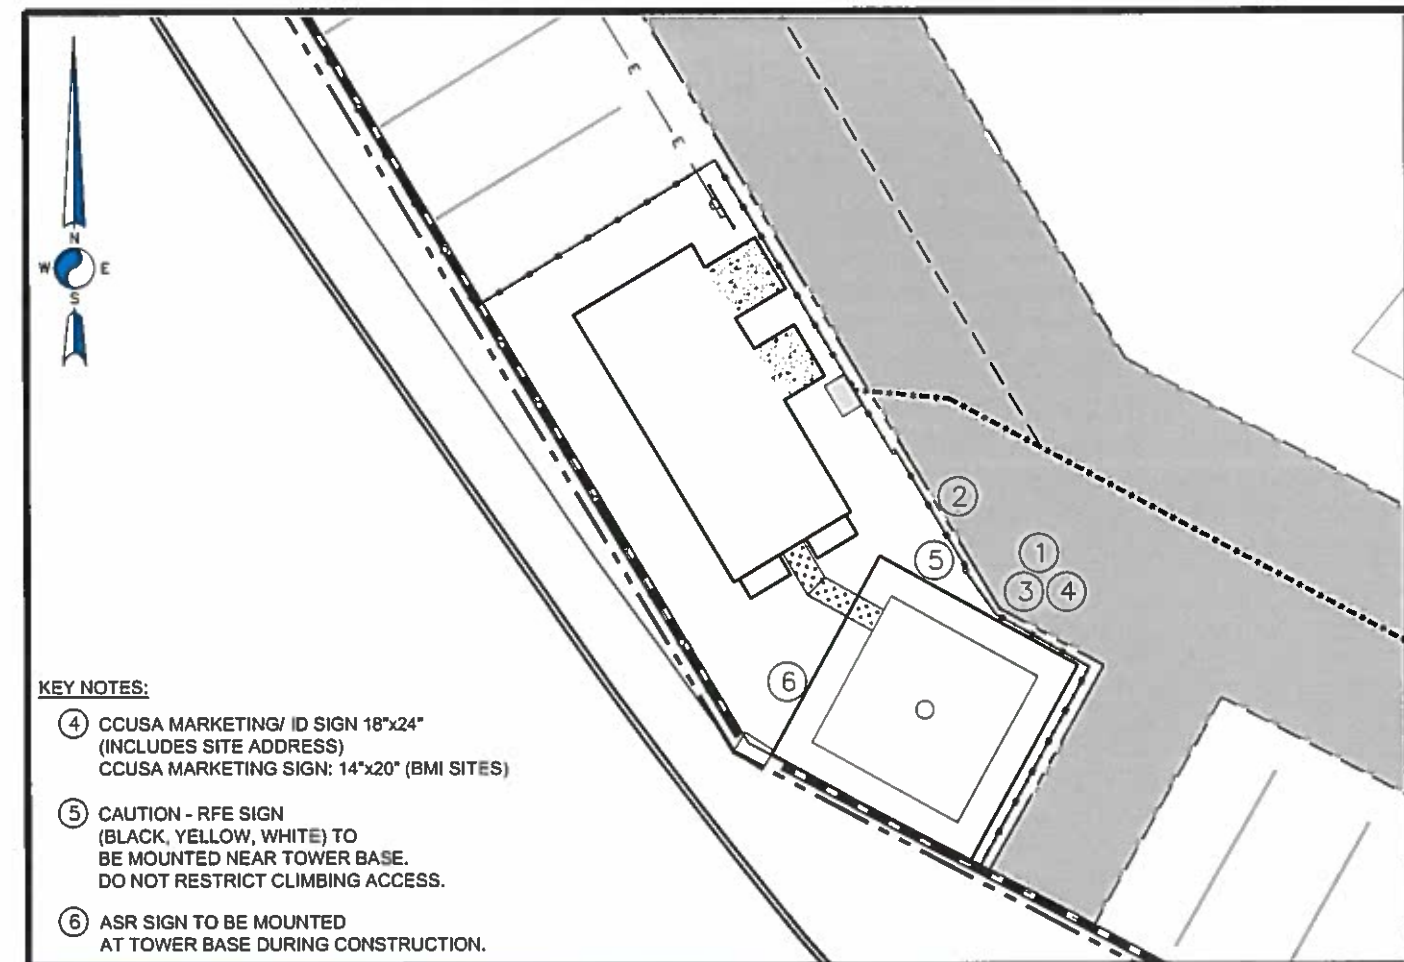 N
W E
S
E
E
E
2
5
1
3 4
6
KEY NOTES:
4 CCUSA MARKETING/ ID SIGN 18"x24"
(INCLUDES SITE ADDRESS)
CCUSA MARKETING SIGN: 14"x20" (BMI SITES)
5 CAUTION - RFE SIGN
(BLACK, YELLOW, WHITE) TO
BE MOUNTED NEAR TOWER BASE.
DO NOT RESTRICT CLIMBING ACCESS.
6 ASR SIGN TO BE MOUNTED
AT TOWER BASE DURING CONSTRUCTION.